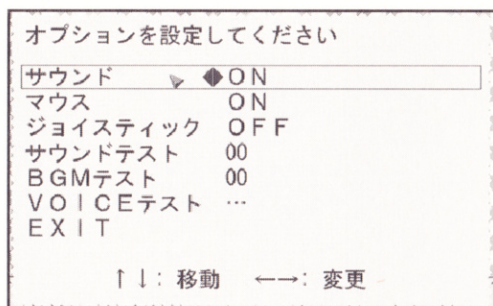 オプションを設定してください
サウンド ◆ON
マウス ON
ジョイスティック OFF
サウンドテスト 00
BGMテスト 00
VOICEテスト …
EXIT
↑↓: 移動 ←→: 変更